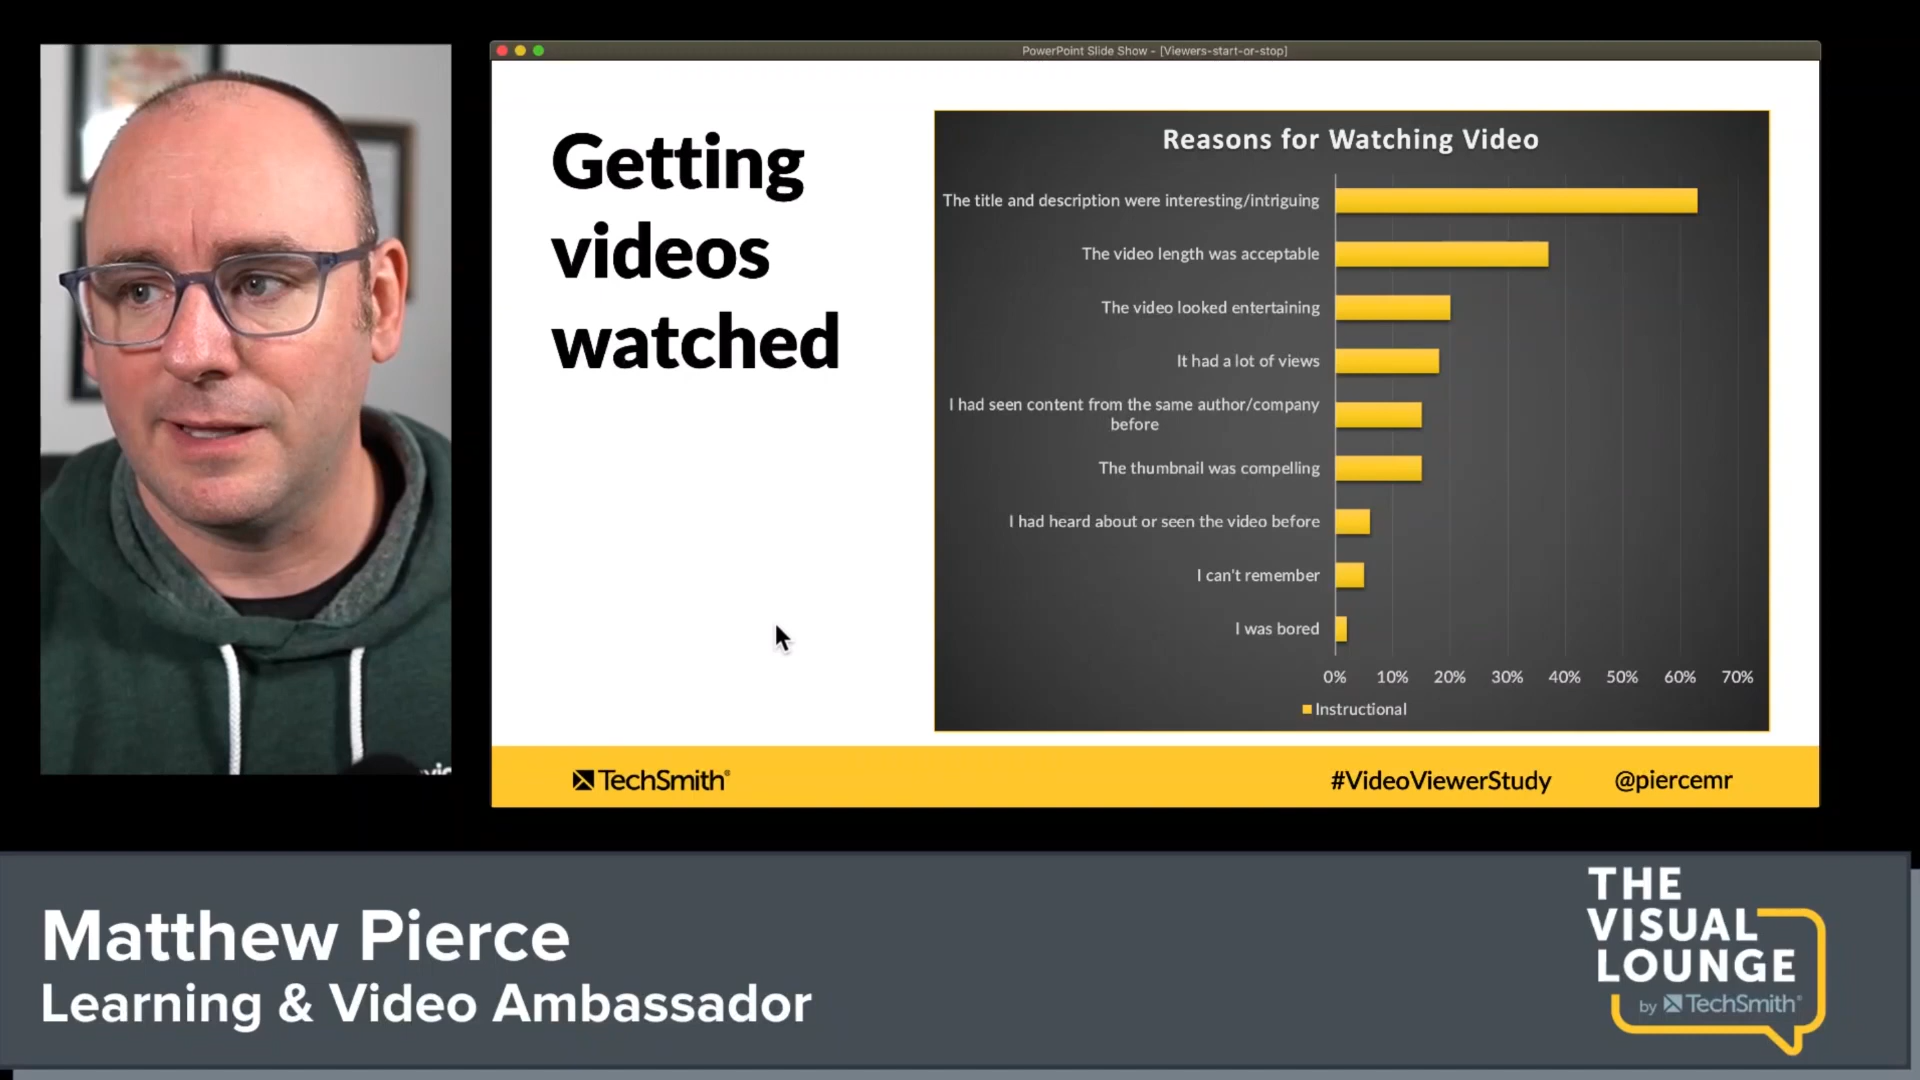 PowerPoint Slide Show - [Viewers-start-or-stop]
Getting
videos
watched
Reasons for Watching Video
The title and description were interesting/intriguing
The video length was acceptable
The video looked entertaining
It had a lot of views
I had seen content from the same author/company
before
The thumbnail was compelling
I had heard about or seen the video before
I can't remember
I was bored
0% 10% 20% 30% 40% 50% 60% 70%
Instructional
TechSmith®
#VideoViewerStudy
@piercemr
Matthew Pierce
Learning & Video Ambassador
THE
VISUAL
LOUNGE
by TechSmith®